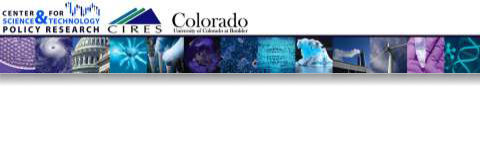 CENTER FOR
SCIENCE & TECHNOLOGY
POLICY RESEARCH
CIRES
Colorado
University of Colorado at Boulder